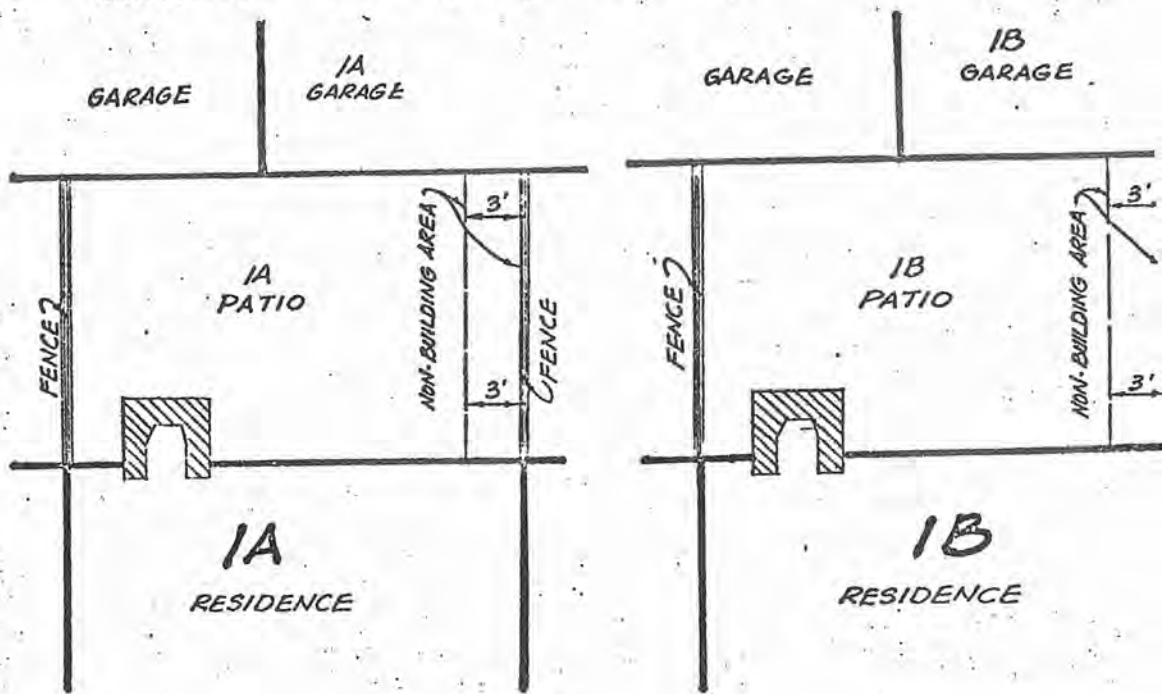 GARAGE
1A
GARAGE
NON-BUILDING AREA
3'
1A
PATIO
FENCE
FENCE
3'
1A
RESIDENCE
GARAGE
1B
GARAGE
NON-BUILDING AREA
3'
1B
PATIO
FENCE
3'
1B
RESIDENCE